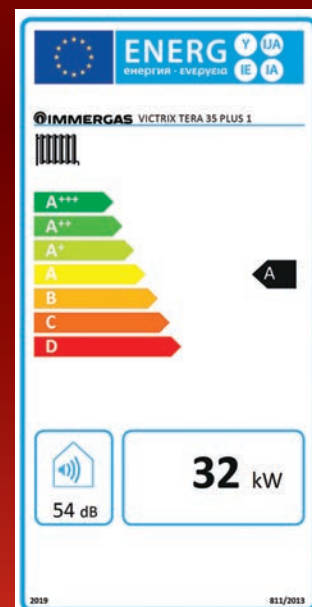 ENERG Y IJA
енергия · ενεργεια IE IA
IMMERGAS VICTRIX TERA 35 PLUS 1
A+++
A++
A+
A
A
B
C
D
32 kW
54 dB
2019 811/2013